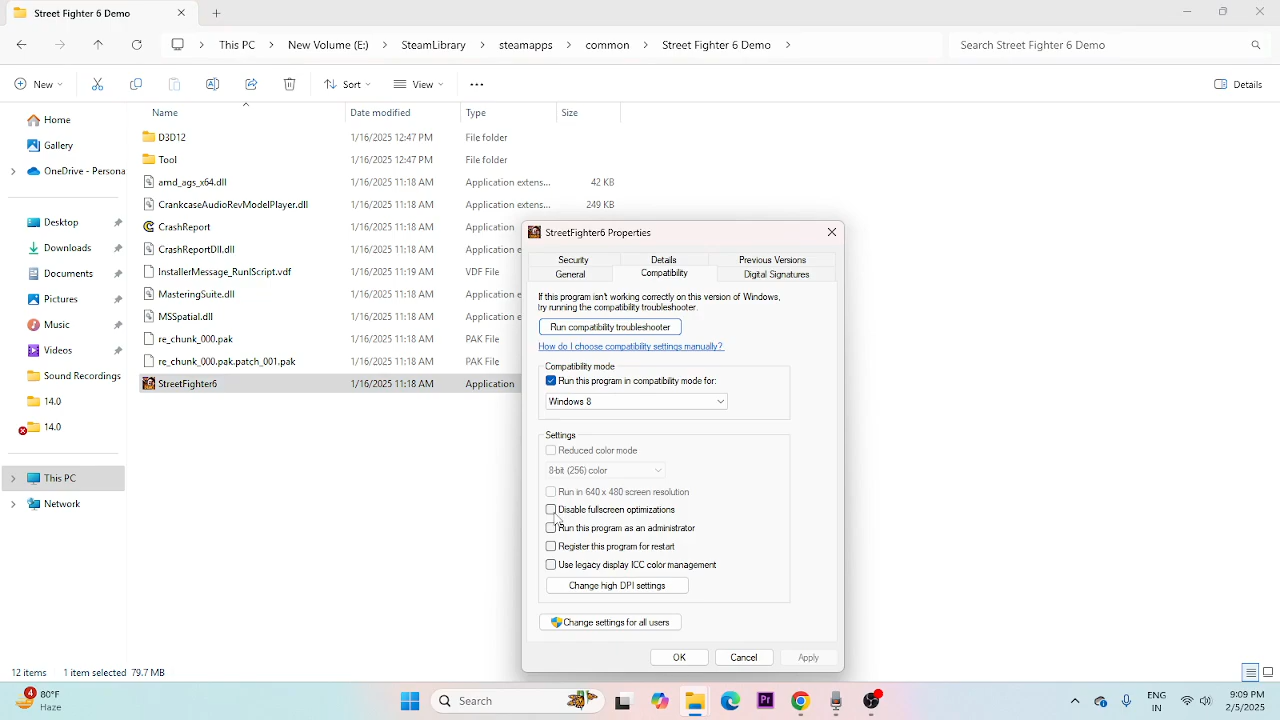 Street Fighter 6 Demo
This PC > New Volume (E:) > SteamLibrary > steamapps > common > Street Fighter 6 Demo >
Search Street Fighter 6 Demo
New
Sort
View
Details
Name
Date modified
Type
Size
Home
Gallery
OneDrive - Persona
Desktop
Downloads
Documents
Pictures
Music
Videos
Sound Recordings
14.0
14.0
This PC
Network
D3D12 1/16/2025 12:47 PM File folder
Tool 1/16/2025 12:47 PM File folder
amd_ags_x64.dll 1/16/2025 11:18 AM Application extens... 42 KB
CrankcaseAudioRevModelPlayer.dll 1/16/2025 11:18 AM Application extens... 249 KB
CrashReport 1/16/2025 11:18 AM Application
CrashReportDll.dll 1/16/2025 11:18 AM Application e
InstallerMessage_RunIScript.vdf 1/16/2025 11:19 AM VDF File
MasteringSuite.dll 1/16/2025 11:18 AM Application e
MSSpatial.dll 1/16/2025 11:18 AM Application e
re_chunk_000.pak 1/16/2025 11:18 AM PAK File
re_chunk_000.pak.patch_001.pak 1/16/2025 11:18 AM PAK File
StreetFighter6 1/16/2025 11:18 AM Application
StreetFighter6 Properties
Security Details Previous Versions
General Compatibility Digital Signatures
If this program isn't working correctly on this version of Windows,
try running the compatibility troubleshooter.
Run compatibility troubleshooter
How do I choose compatibility settings manually?
Compatibility mode
Run this program in compatibility mode for:
Windows 8
Settings
Reduced color mode
8-bit (256) color
Run in 640 x 480 screen resolution
Disable fullscreen optimizations
Run this program as an administrator
Register this program for restart
Use legacy display ICC color management
Change high DPI settings
Change settings for all users
OK Cancel Apply
12 items 1 item selected 79.7 MB
4
80°F
Haze
Search
ENG
IN
9:09 PM
2/5/2025